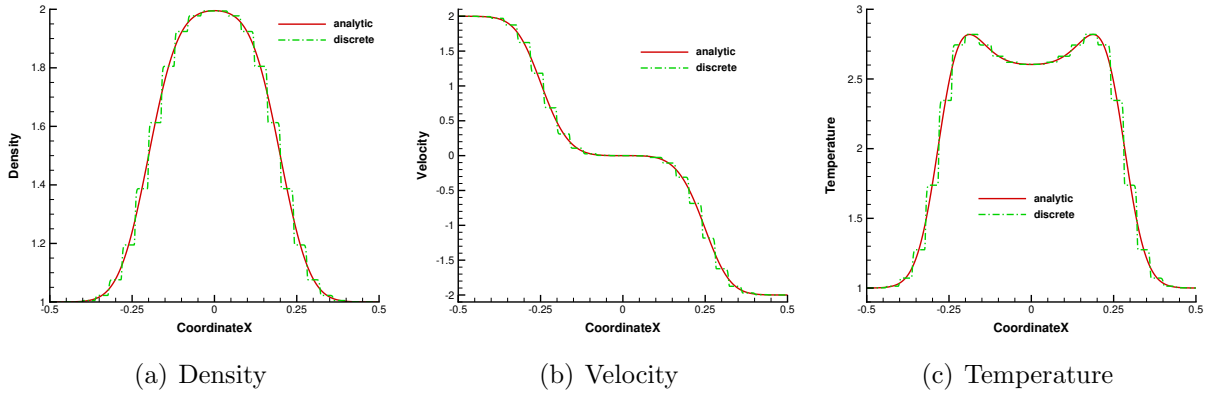 2
1.8
1.6
1.4
1.2
1
Density
-0.5
-0.25
0
0.25
0.5
CoordinateX
analytic
discrete
(a) Density
2
1.5
1
0.5
0
-0.5
-1
-1.5
-2
Velocity
-0.5
-0.25
0
0.25
0.5
CoordinateX
analytic
discrete
(b) Velocity
3
2.5
2
1.5
1
Temperature
-0.5
-0.25
0
0.25
0.5
CoordinateX
analytic
discrete
(c) Temperature